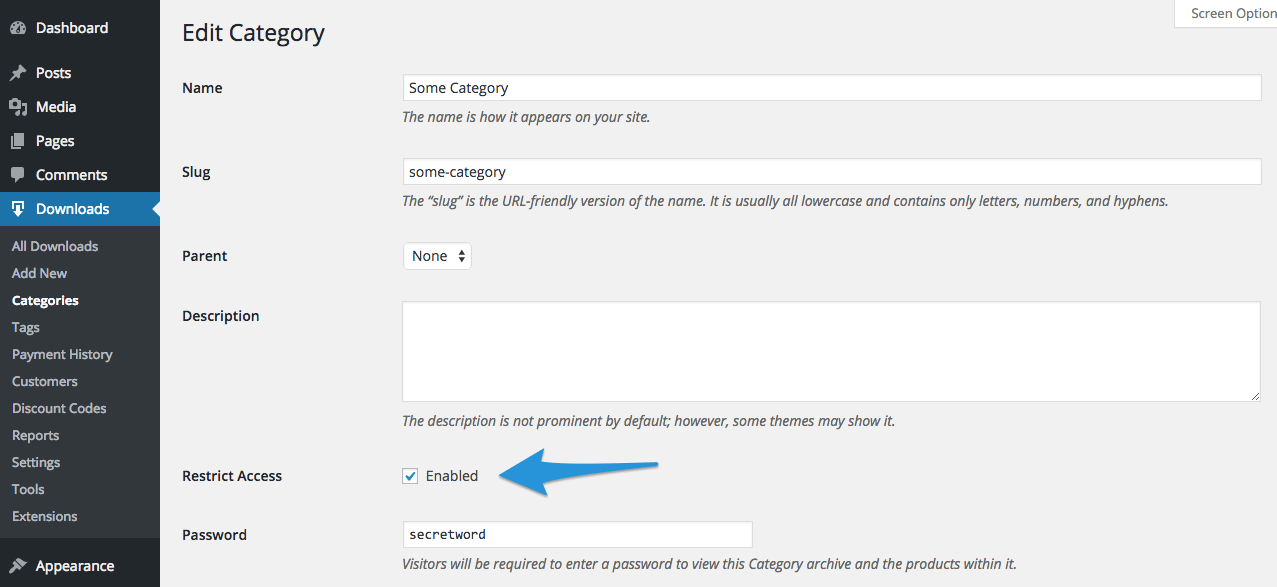 Dashboard
Posts
Media
Pages
Comments
Downloads
All Downloads
Add New
Categories
Tags
Payment History
Customers
Discount Codes
Reports
Settings
Tools
Extensions
Appearance
Screen Option
Edit Category
Name
Some Category
The name is how it appears on your site.
Slug
some-category
The “slug” is the URL-friendly version of the name. It is usually all lowercase and contains only letters, numbers, and hyphens.
Parent
None
Description
The description is not prominent by default; however, some themes may show it.
Restrict Access
Enabled
Password
secretword
Visitors will be required to enter a password to view this Category archive and the products within it.